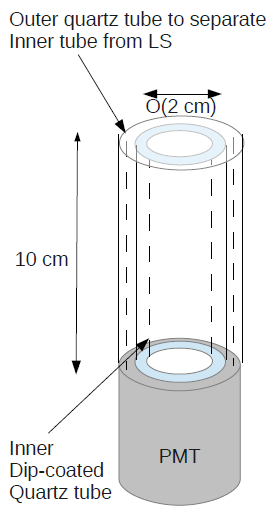 Outer quartz tube to separate
Inner tube from LS
O(2 cm)
10 cm
Inner
Dip-coated
Quartz tube
PMT